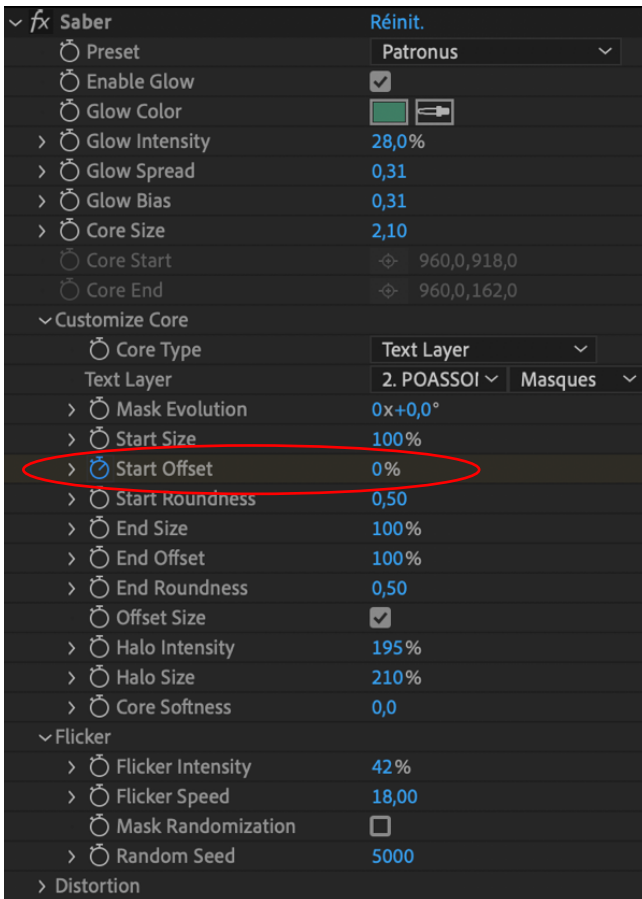 fx Saber Réinit.
Preset Patronus
Enable Glow
Glow Color
Glow Intensity 28,0%
Glow Spread 0,31
Glow Bias 0,31
Core Size 2,10
Core Start 960,0,918,0
Core End 960,0,162,0
Customize Core
Core Type Text Layer
Text Layer 2. POASSOI Masques
Mask Evolution 0x+0,0°
Start Size 100%
Start Offset 0%
Start Roundness 0,50
End Size 100%
End Offset 100%
End Roundness 0,50
Offset Size
Halo Intensity 195%
Halo Size 210%
Core Softness 0,0
Flicker
Flicker Intensity 42%
Flicker Speed 18,00
Mask Randomization
Random Seed 5000
Distortion